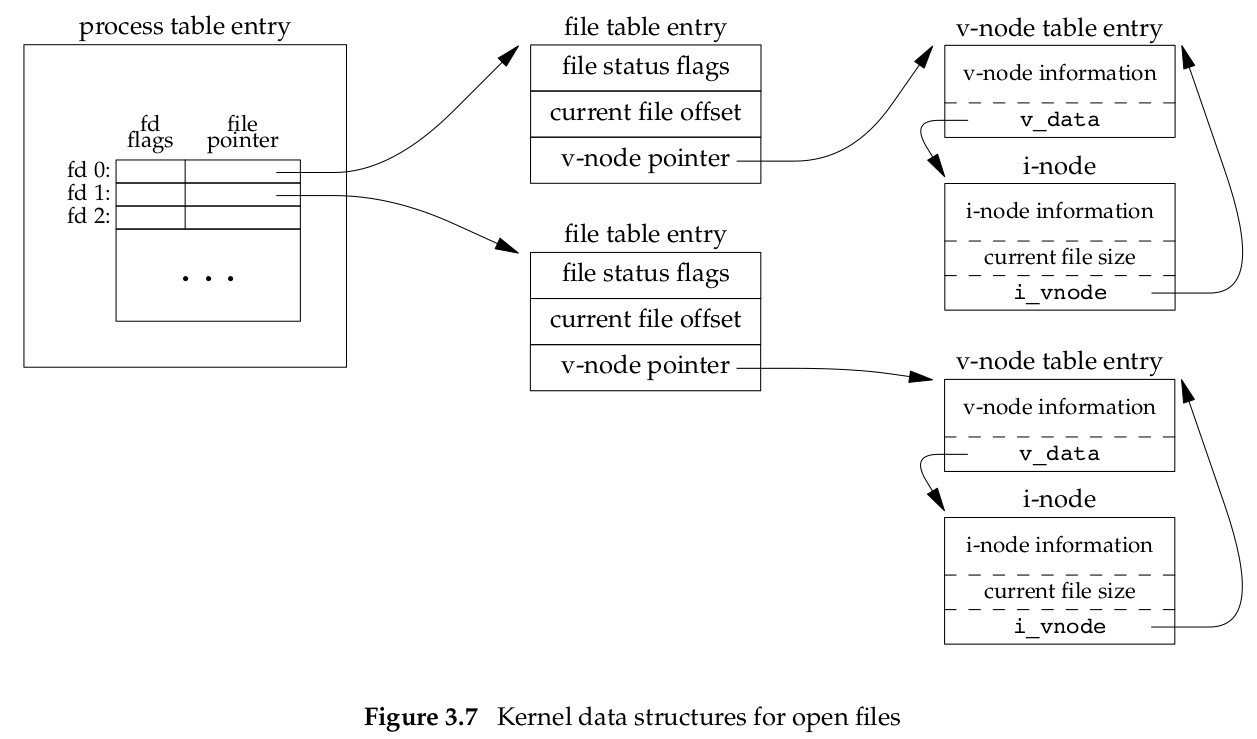 process table entry
fd
flags
file
pointer
fd 0:
fd 1:
fd 2:
. . .
file table entry
file status flags
current file offset
v-node pointer
file table entry
file status flags
current file offset
v-node pointer
v-node table entry
v-node information
v_data
i-node
i-node information
current file size
i_vnode
v-node table entry
v-node information
v_data
i-node
i-node information
current file size
i_vnode
Figure 3.7 Kernel data structures for open files